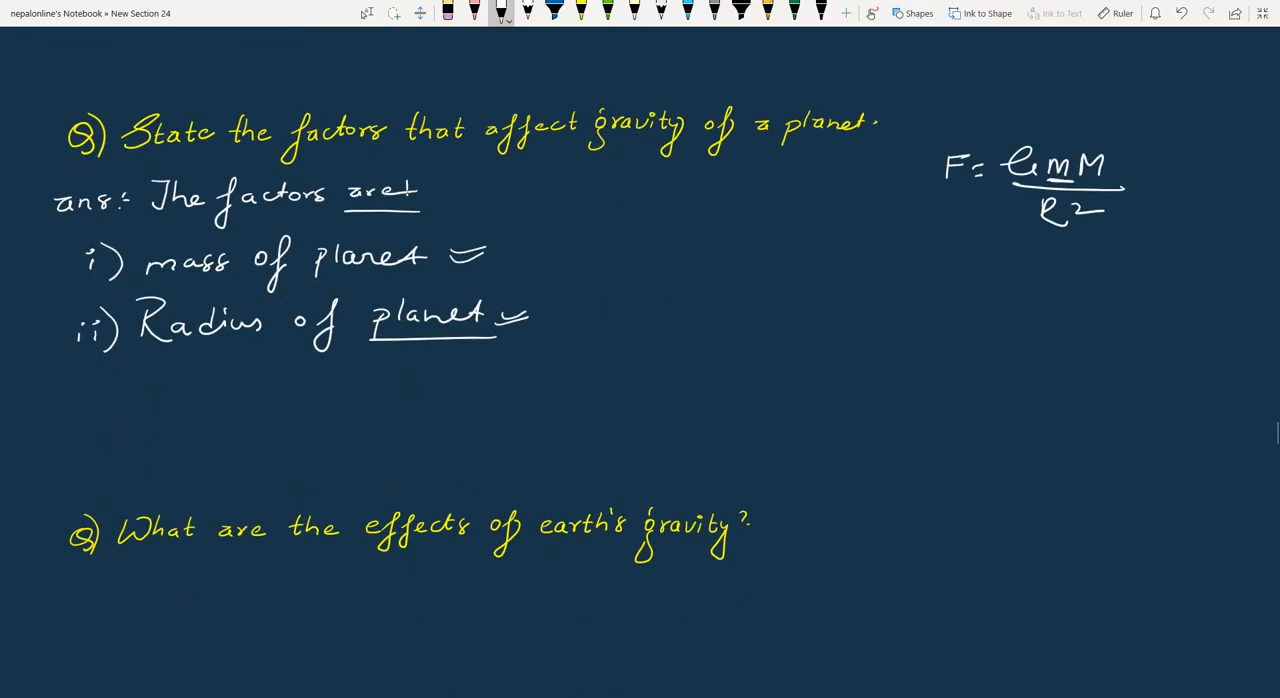 nepalonline's Notebook » New Section 24
Shapes Ink to Shape Ink to Text Ruler
Q) State the factors that affect gravity of a planet.
F = GmM
R2
ans:- The factors are:
i) mass of planet
ii) Radius of planet
Q) What are the effects of earth's gravity?